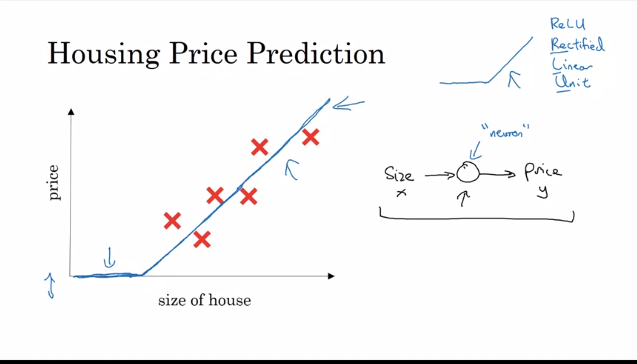 Housing Price Prediction
ReLU
Rectified
Linear
Unit
price
size of house
"neuron"
Size
x
Price
y